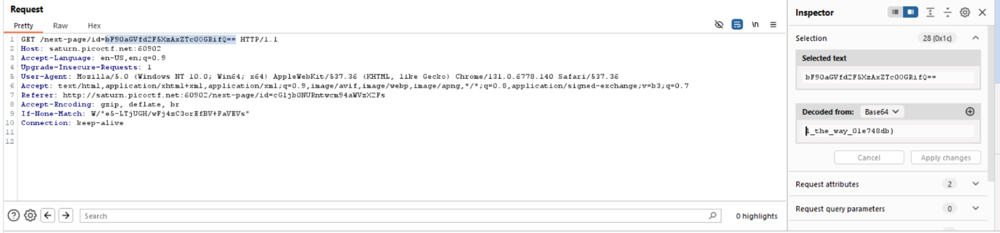 Request
Pretty Raw Hex
\n
1 GET /next-page/id=bF90aGVfd2F5XzAxZTc0OGRifQ== HTTP/1.1
2 Host: saturn.picoctf.net:60902
3 Accept-Language: en-US,en;q=0.9
4 Upgrade-Insecure-Requests: 1
5 User-Agent: Mozilla/5.0 (Windows NT 10.0; Win64; x64) AppleWebKit/537.36 (KHTML, like Gecko) Chrome/131.0.6778.140 Safari/537.36
6 Accept: text/html,application/xhtml+xml,application/xml;q=0.9,image/avif,image/webp,image/apng,*/*;q=0.8,application/signed-exchange;v=b3;q=0.7
7 Referer: http://saturn.picoctf.net:60902/next-page/id=cGljb0NURntwcm94aWVzX2Fs
8 Accept-Encoding: gzip, deflate, br
9 If-None-Match: W/"e5-LTjUGH/wFj4zC3orEfBV+FaVEVs"
10 Connection: keep-alive
11
12
Search
0 highlights
Inspector
Selection 28 (0x1c)
Selected text
bF90aGVfd2F5XzAxZTc0OGRifQ==
Decoded from: Base64
l_the_way_01e748db}
Cancel Apply changes
Request attributes 2
Request query parameters 0